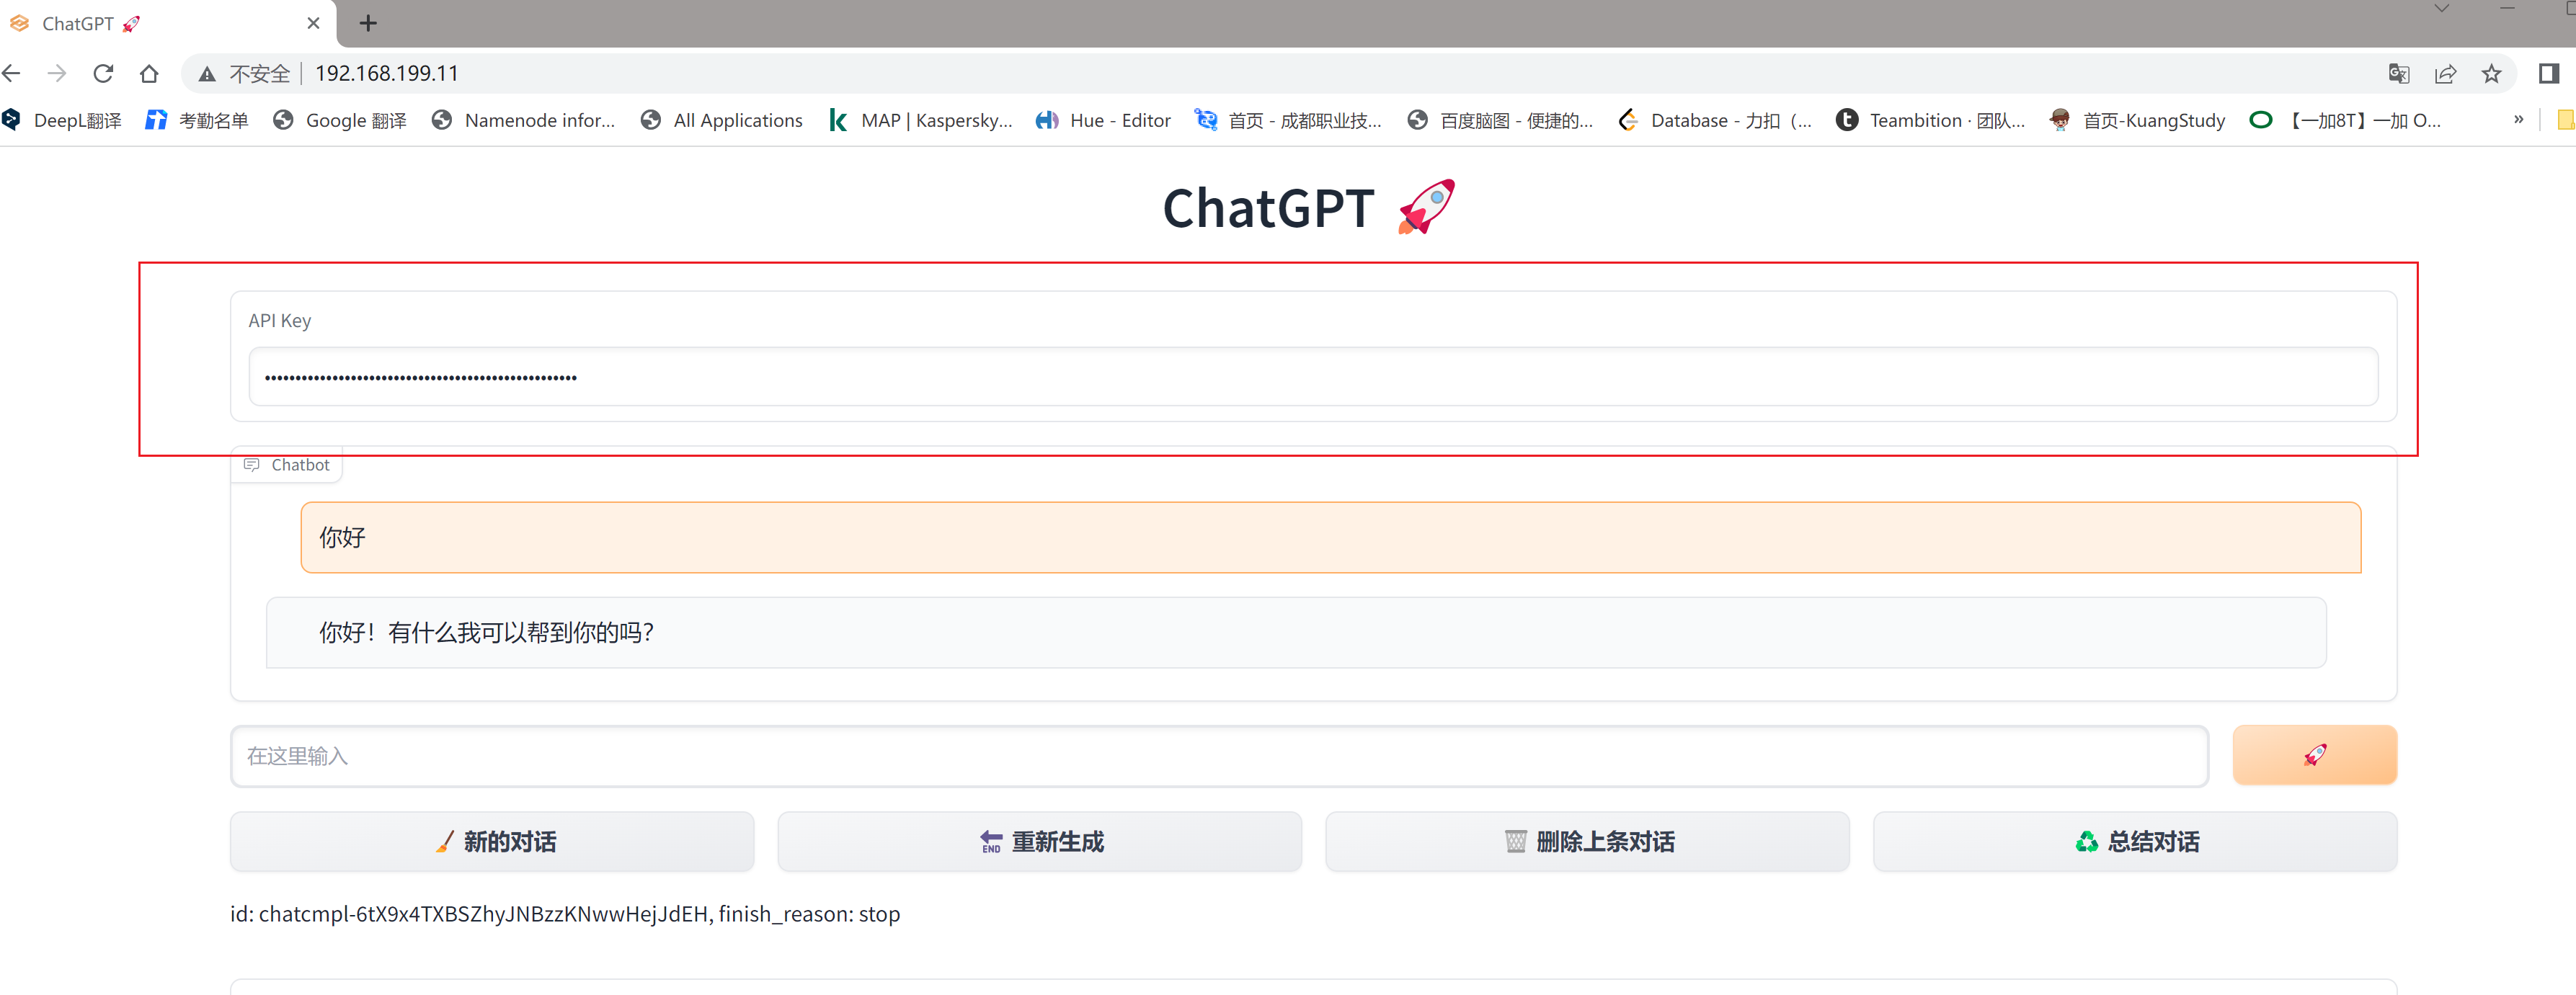 ChatGPT 🚀
不安全 192.168.199.11
DeepL翻译 考勤名单 Google 翻译 Namenode infor... All Applications MAP | Kaspersky... Hue - Editor 首页 - 成都职业技... 百度脑图 - 便捷的... Database - 力扣（... Teambition · 团队... 首页-KuangStudy 【一加8T】一加 O... »
ChatGPT 🚀
API Key
Chatbot
你好
你好！有什么我可以帮到你的吗？
在这里输入
🚀
🧹 新的对话 🔚 重新生成 🗑️ 删除上条对话 ♻️ 总结对话
id: chatcmpl-6tX9x4TXBSZhyJNBzzKNwwHejJdEH, finish_reason: stop